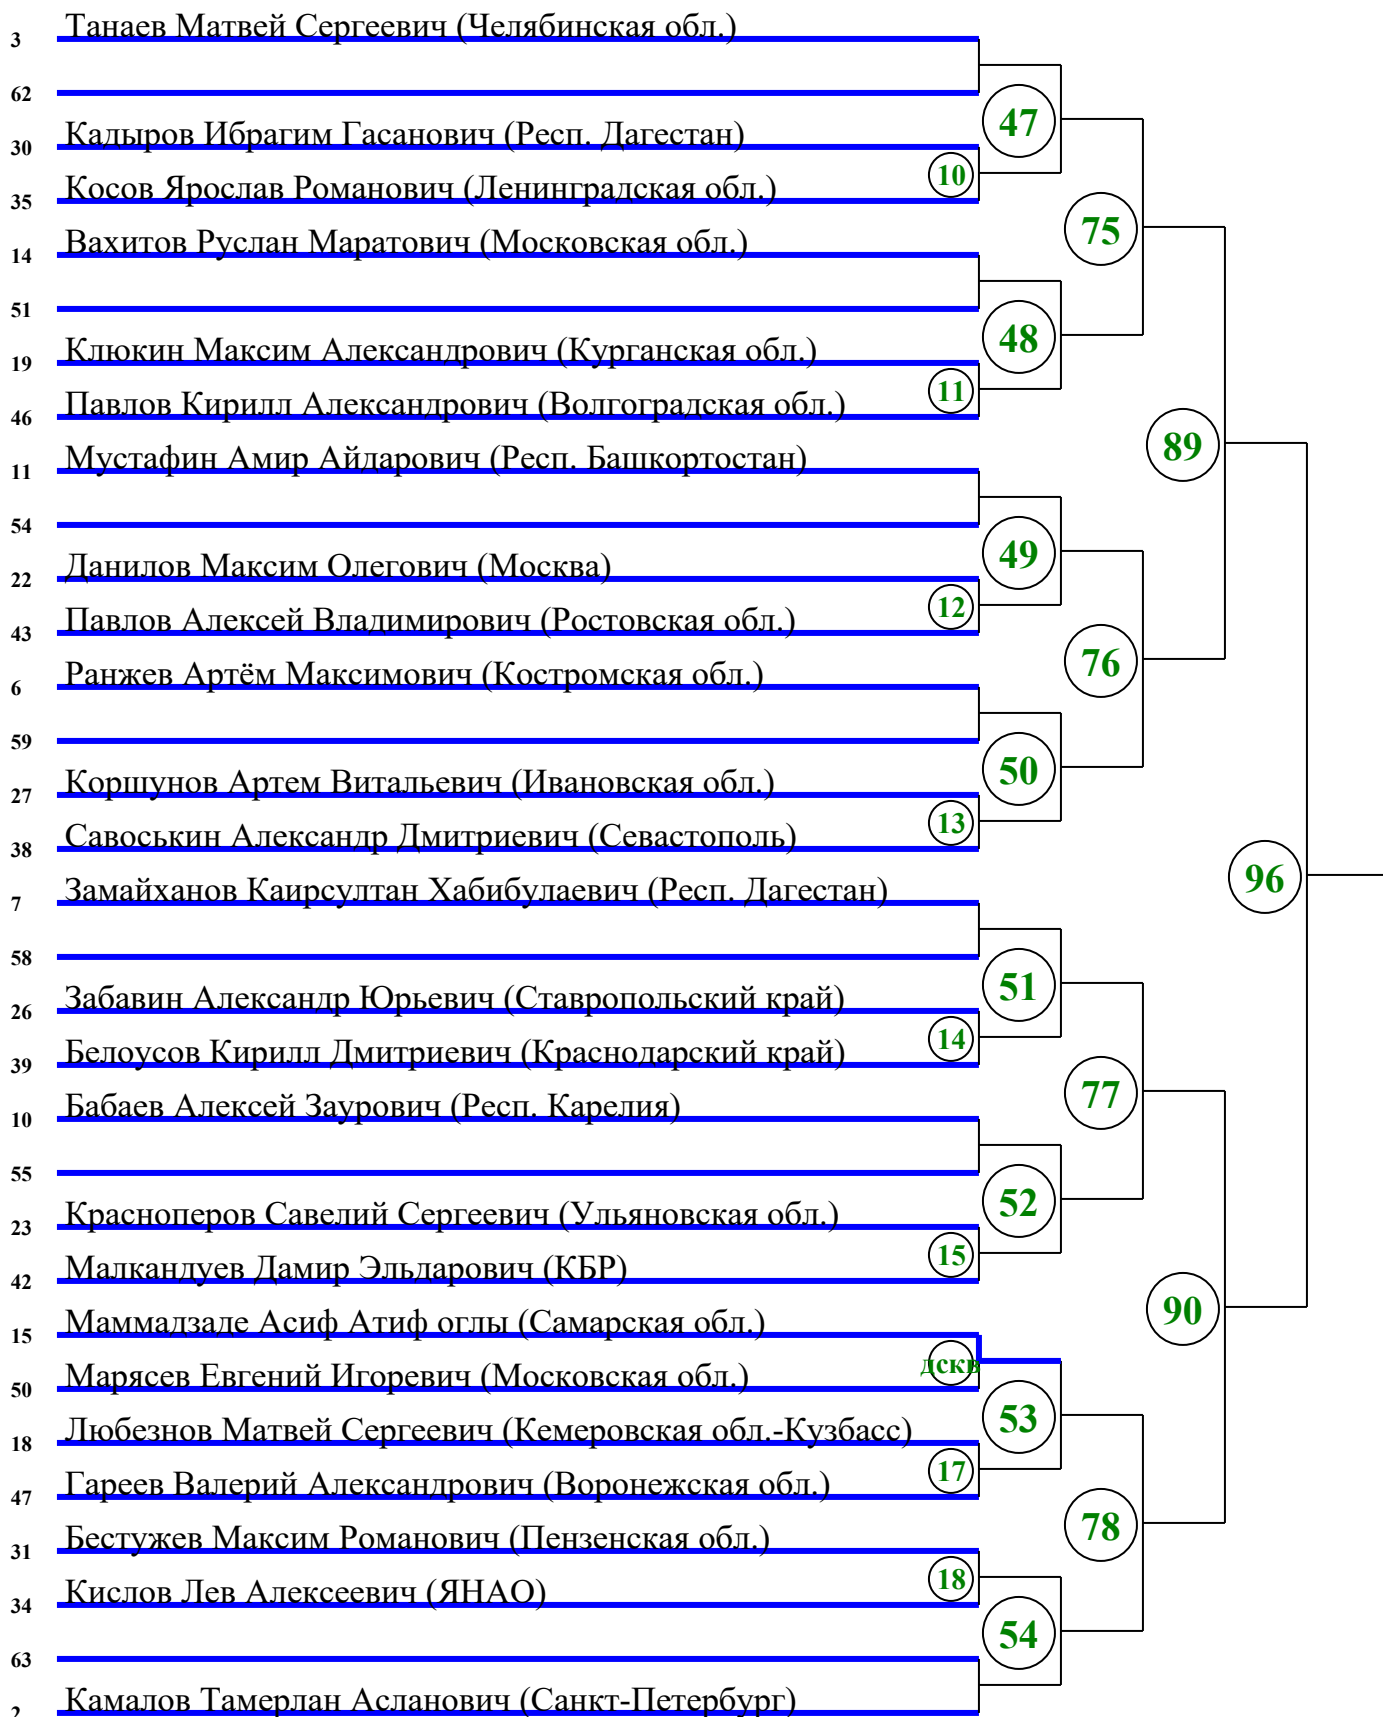 3 Танаев Матвей Сергеевич (Челябинская обл.)
62
47
30 Кадыров Ибрагим Гасанович (Респ. Дагестан)
10
35 Косов Ярослав Романович (Ленинградская обл.)
75
14 Вахитов Руслан Маратович (Московская обл.)
51
48
19 Клюкин Максим Александрович (Курганская обл.)
11
46 Павлов Кирилл Александрович (Волгоградская обл.)
89
11 Мустафин Амир Айдарович (Респ. Башкортостан)
54
49
22 Данилов Максим Олегович (Москва)
12
43 Павлов Алексей Владимирович (Ростовская обл.)
76
6 Ранжев Артём Максимович (Костромская обл.)
59
50
27 Коршунов Артем Витальевич (Ивановская обл.)
13
38 Савоськин Александр Дмитриевич (Севастополь)
96
7 Замайханов Каирсултан Хабибулаевич (Респ. Дагестан)
58
51
26 Забавин Александр Юрьевич (Ставропольский край)
14
39 Белоусов Кирилл Дмитриевич (Краснодарский край)
77
10 Бабаев Алексей Заурович (Респ. Карелия)
55
52
23 Красноперов Савелий Сергеевич (Ульяновская обл.)
15
42 Малкандуев Дамир Эльдарович (КБР)
90
15 Маммадзаде Асиф Атиф оглы (Самарская обл.)
дскв
50 Марясев Евгений Игоревич (Московская обл.)
53
18 Любезнов Матвей Сергеевич (Кемеровская обл.-Кузбасс)
17
47 Гареев Валерий Александрович (Воронежская обл.)
78
31 Бестужев Максим Романович (Пензенская обл.)
18
34 Кислов Лев Алексеевич (ЯНАО)
54
63
2 Камалов Тамерлан Асланович (Санкт-Петербург)